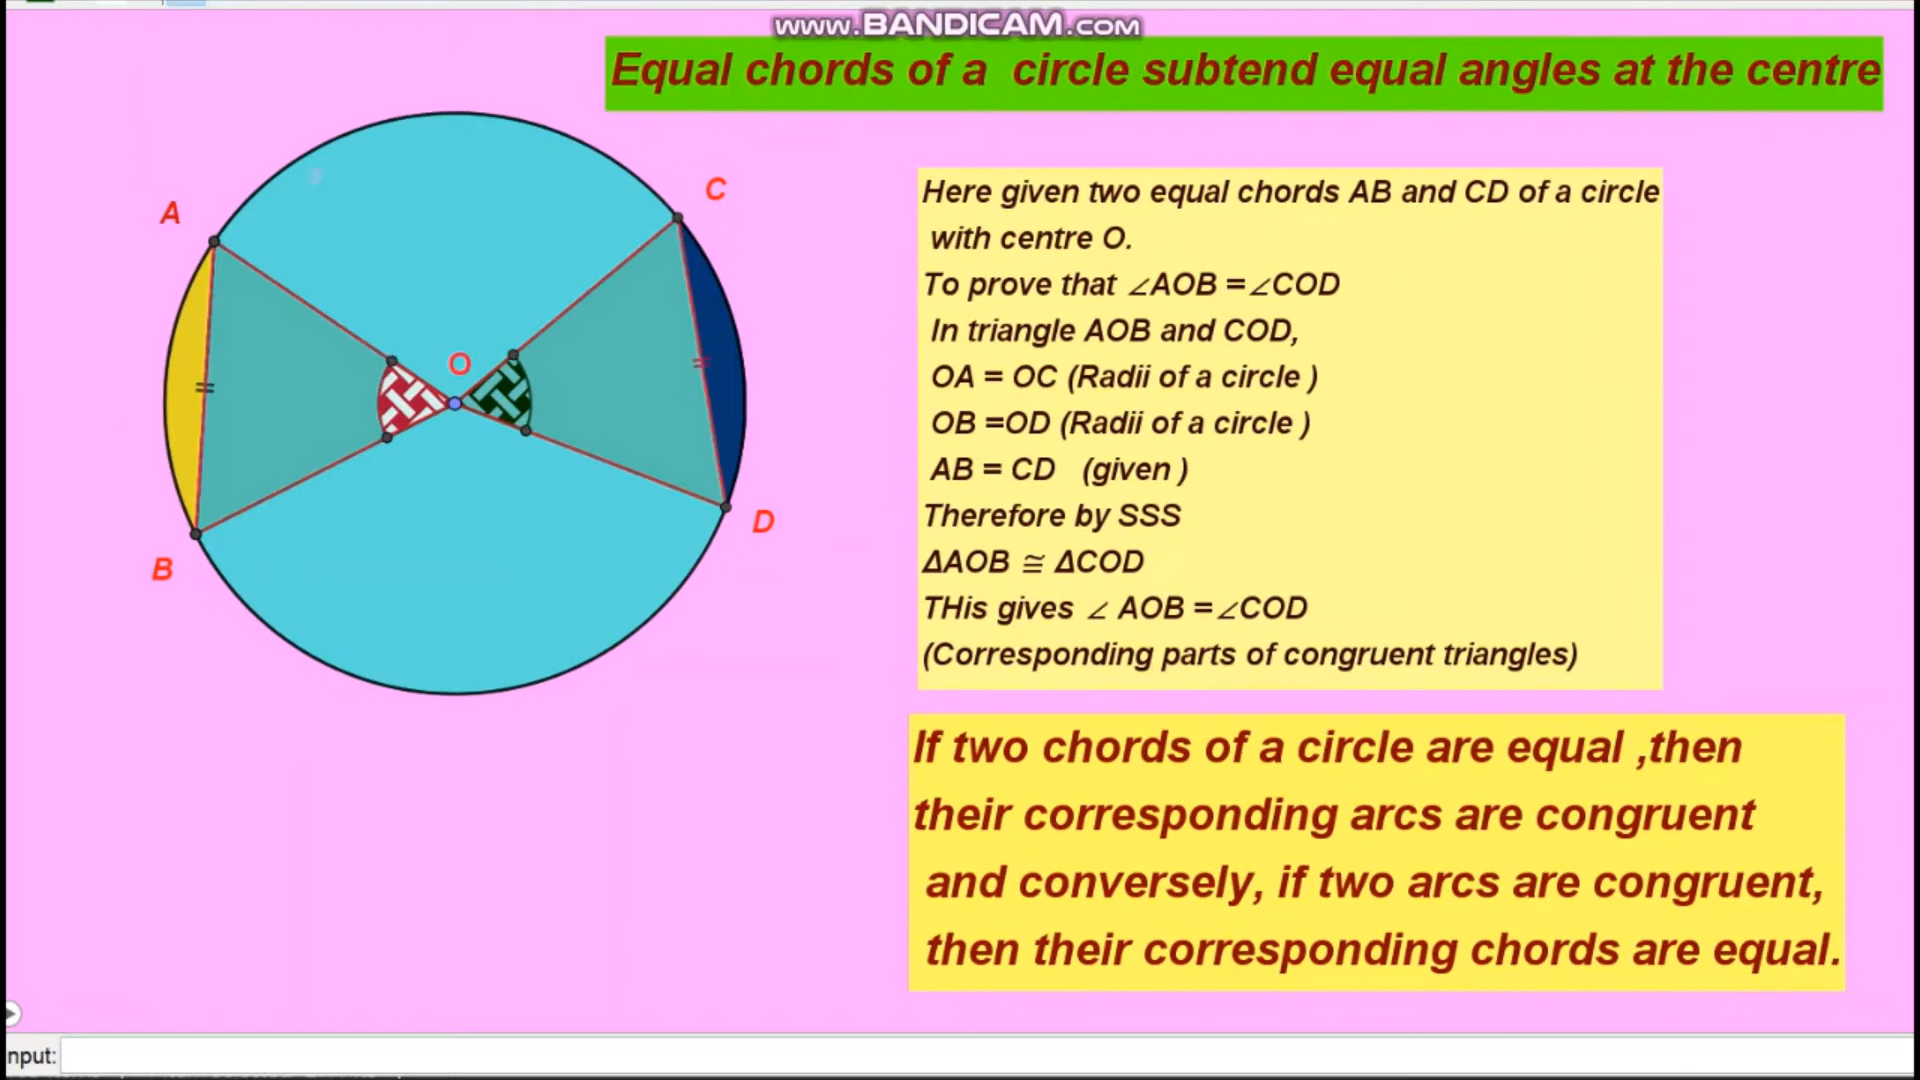 www.BANDICAM.com
Equal chords of a circle subtend equal angles at the centre
A
C
O
B
D
Here given two equal chords AB and CD of a circle
with centre O.
To prove that ∠AOB =∠COD
In triangle AOB and COD,
OA = OC (Radii of a circle )
OB =OD (Radii of a circle )
AB = CD (given )
Therefore by SSS
ΔAOB ≅ ΔCOD
THis gives ∠ AOB =∠COD
(Corresponding parts of congruent triangles)
If two chords of a circle are equal ,then
their corresponding arcs are congruent
and conversely, if two arcs are congruent,
then their corresponding chords are equal.
nput: